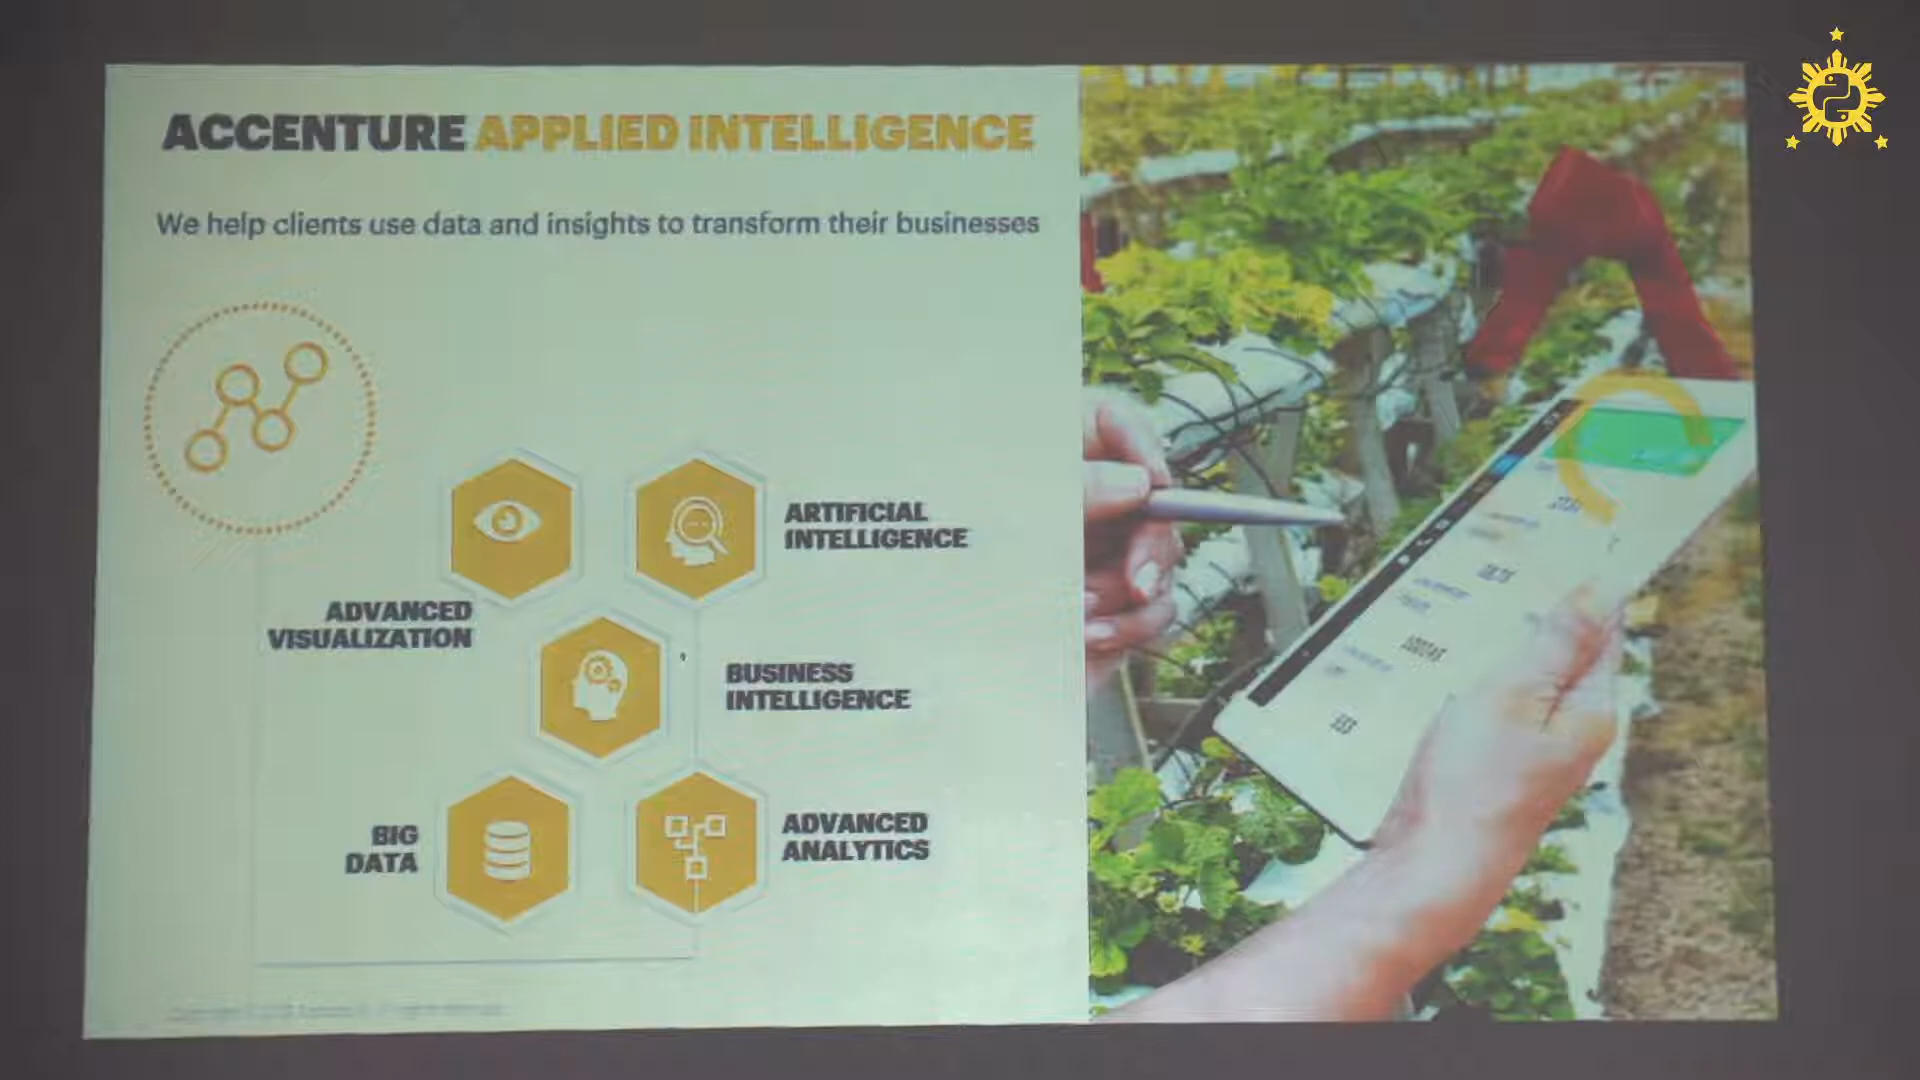 ACCENTURE APPLIED INTELLIGENCE
We help clients use data and insights to transform their businesses
ARTIFICIAL
INTELLIGENCE
ADVANCED
VISUALIZATION
BUSINESS
INTELLIGENCE
BIG
DATA
ADVANCED
ANALYTICS